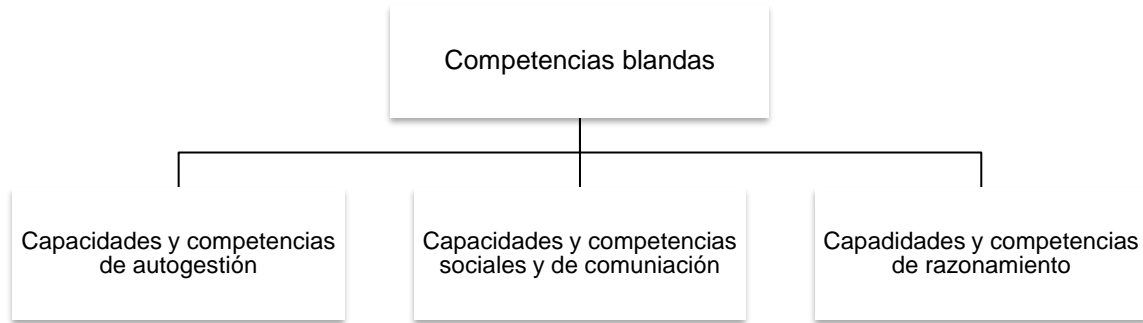 Competencias blandas
Capacidades y competencias
de autogestión
Capacidades y competencias
sociales y de comuniación
Capadidades y competencias
de razonamiento